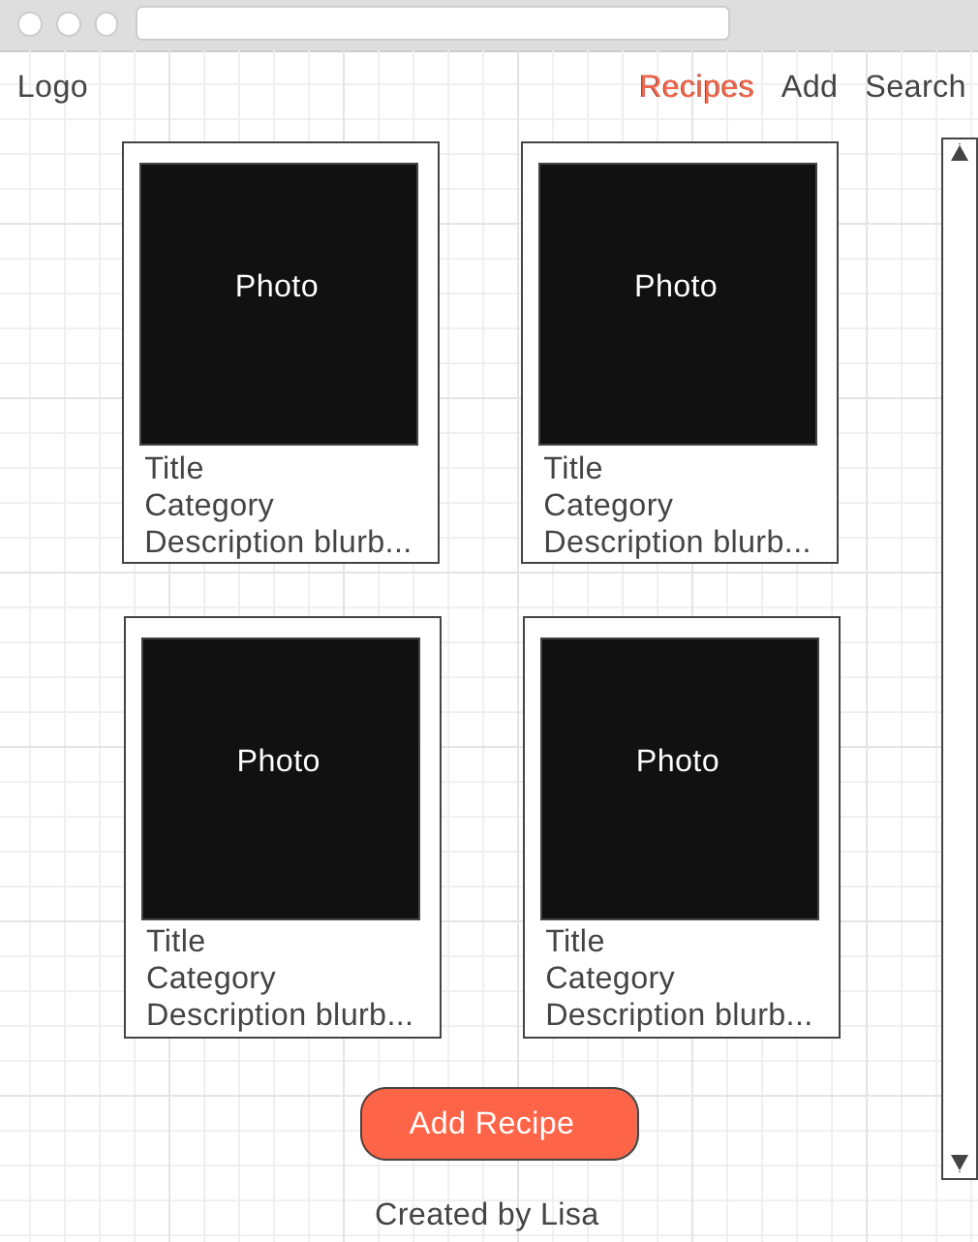 Logo
Recipes Add Search
Photo
Title
Category
Description blurb...
Photo
Title
Category
Description blurb...
Photo
Title
Category
Description blurb...
Photo
Title
Category
Description blurb...
Add Recipe
Created by Lisa